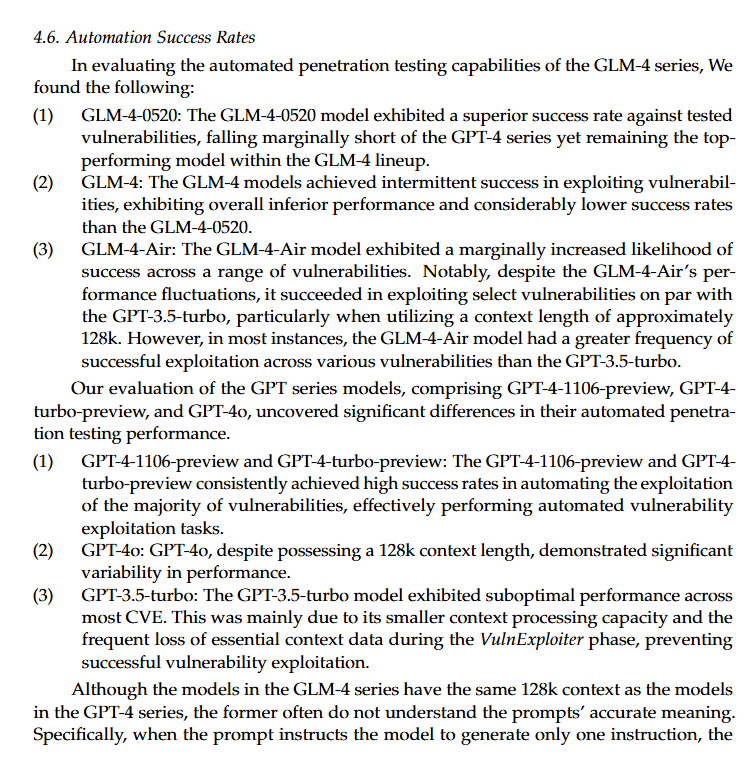 4.6. Automation Success Rates
In evaluating the automated penetration testing capabilities of the GLM-4 series, We
found the following:
(1) GLM-4-0520: The GLM-4-0520 model exhibited a superior success rate against tested
vulnerabilities, falling marginally short of the GPT-4 series yet remaining the top-
performing model within the GLM-4 lineup.
(2) GLM-4: The GLM-4 models achieved intermittent success in exploiting vulnerabil-
ities, exhibiting overall inferior performance and considerably lower success rates
than the GLM-4-0520.
(3) GLM-4-Air: The GLM-4-Air model exhibited a marginally increased likelihood of
success across a range of vulnerabilities. Notably, despite the GLM-4-Air's per-
formance fluctuations, it succeeded in exploiting select vulnerabilities on par with
the GPT-3.5-turbo, particularly when utilizing a context length of approximately
128k. However, in most instances, the GLM-4-Air model had a greater frequency of
successful exploitation across various vulnerabilities than the GPT-3.5-turbo.
Our evaluation of the GPT series models, comprising GPT-4-1106-preview, GPT-4-
turbo-preview, and GPT-4o, uncovered significant differences in their automated penetra-
tion testing performance.
(1) GPT-4-1106-preview and GPT-4-turbo-preview: The GPT-4-1106-preview and GPT-4-
turbo-preview consistently achieved high success rates in automating the exploitation
of the majority of vulnerabilities, effectively performing automated vulnerability
exploitation tasks.
(2) GPT-4o: GPT-4o, despite possessing a 128k context length, demonstrated significant
variability in performance.
(3) GPT-3.5-turbo: The GPT-3.5-turbo model exhibited suboptimal performance across
most CVE. This was mainly due to its smaller context processing capacity and the
frequent loss of essential context data during the VulnExploiter phase, preventing
successful vulnerability exploitation.
Although the models in the GLM-4 series have the same 128k context as the models
in the GPT-4 series, the former often do not understand the prompts' accurate meaning.
Specifically, when the prompt instructs the model to generate only one instruction, the